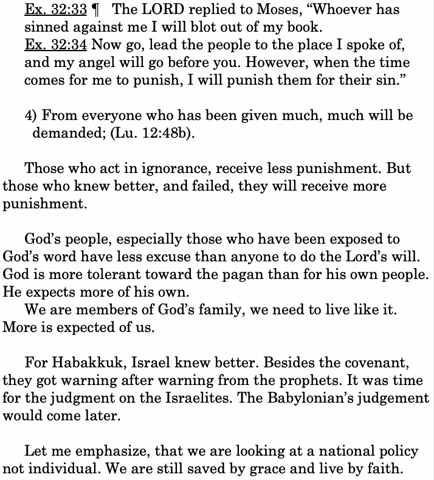 Ex. 32:33 ¶ The LORD replied to Moses, “Whoever has
sinned against me I will blot out of my book.
Ex. 32:34 Now go, lead the people to the place I spoke of,
and my angel will go before you. However, when the time
comes for me to punish, I will punish them for their sin.”
4) From everyone who has been given much, much will be
demanded; (Lu. 12:48b).
Those who act in ignorance, receive less punishment. But
those who knew better, and failed, they will receive more
punishment.
God’s people, especially those who have been exposed to
God’s word have less excuse than anyone to do the Lord’s will.
God is more tolerant toward the pagan than for his own people.
He expects more of his own.
We are members of God’s family, we need to live like it.
More is expected of us.
For Habakkuk, Israel knew better. Besides the covenant,
they got warning after warning from the prophets. It was time
for the judgment on the Israelites. The Babylonian’s judgement
would come later.
Let me emphasize, that we are looking at a national policy
not individual. We are still saved by grace and live by faith.